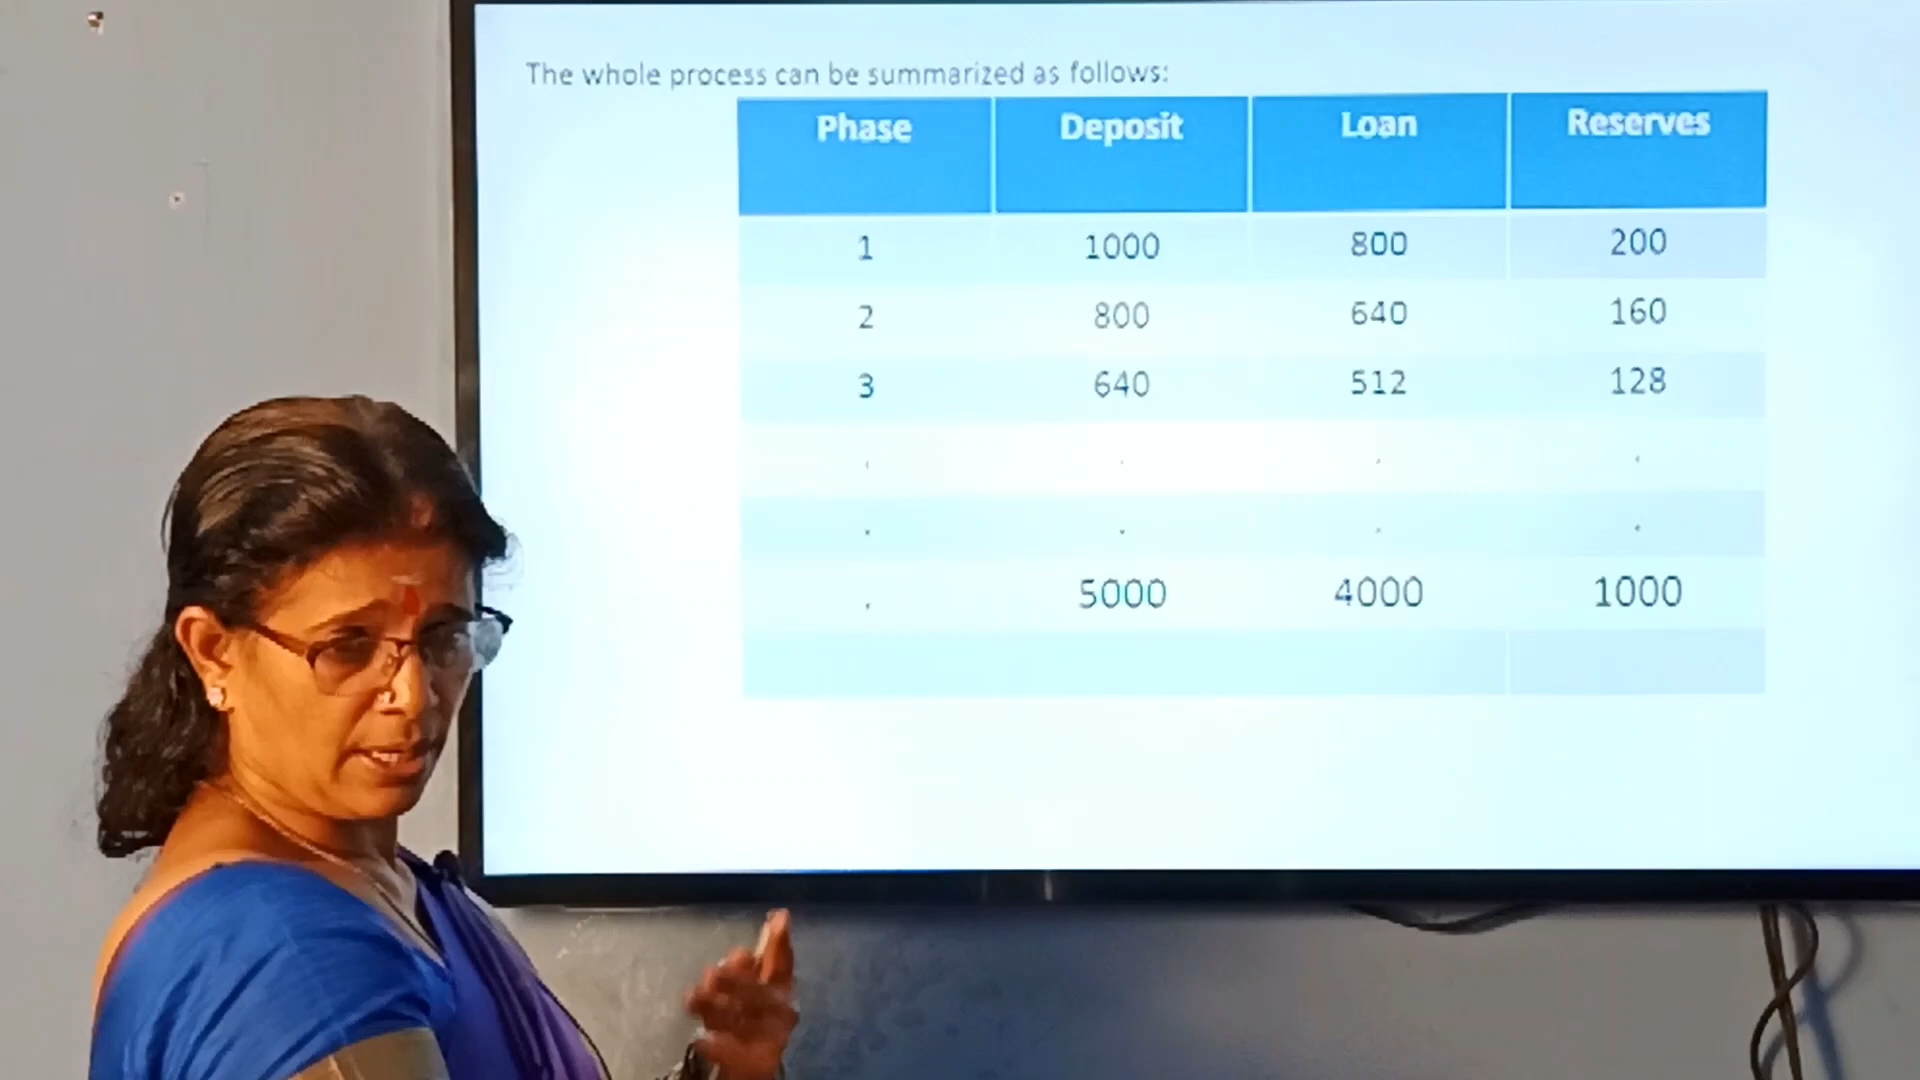 The whole process can be summarized as follows:
Phase Deposit Loan Reserves
1 1000 800 200
2 800 640 160
3 640 512 128
. . . .
. . . .
. 5000 4000 1000